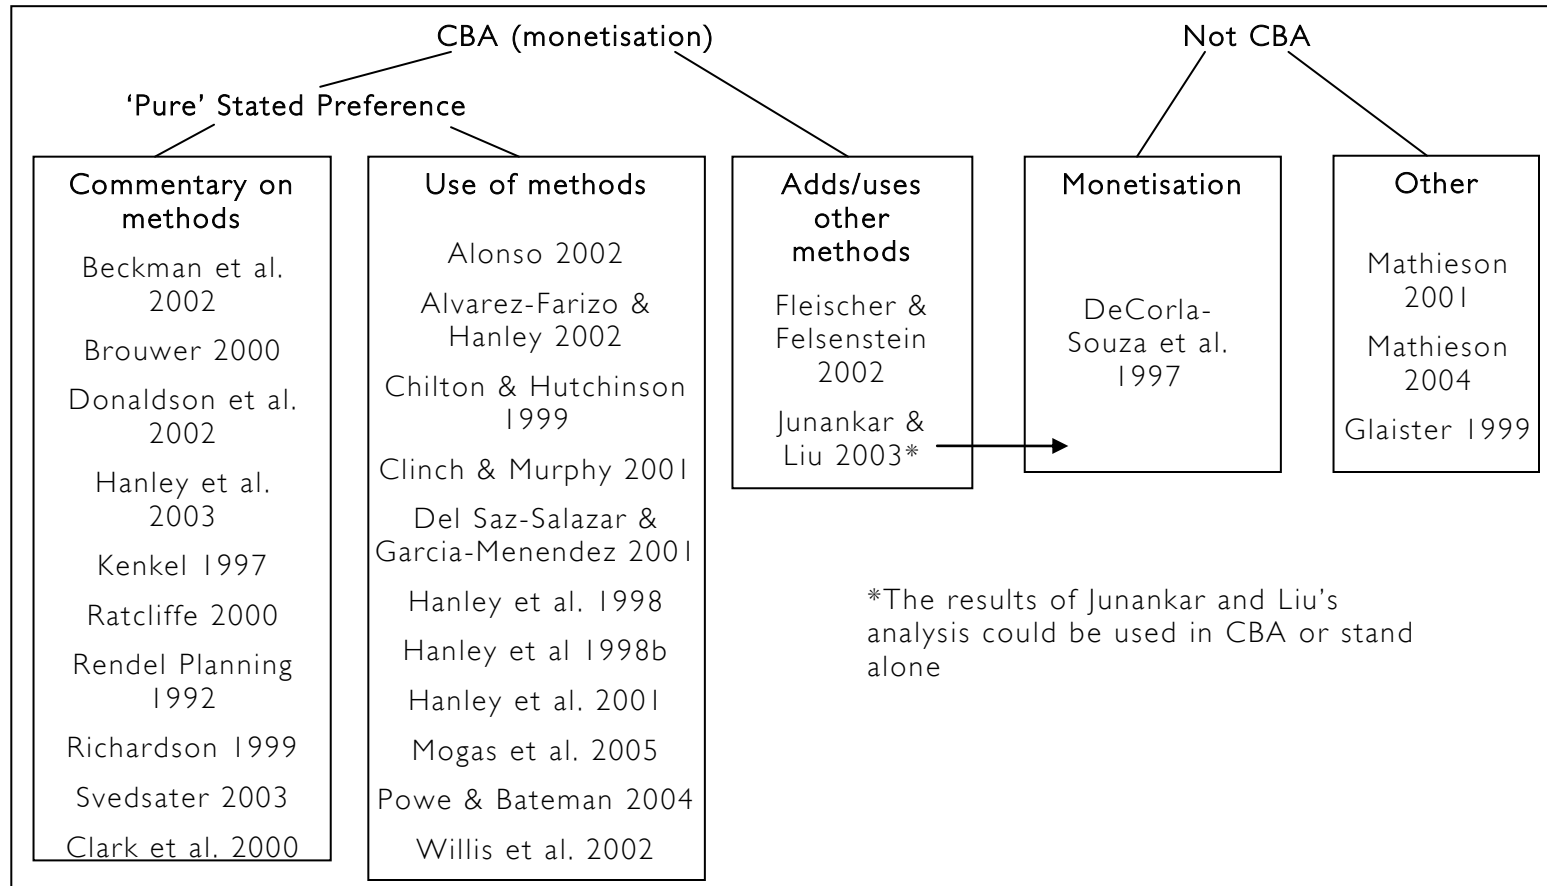 CBA (monetisation)
Not CBA
‘Pure’ Stated Preference
Commentary on
methods
Beckman et al.
2002
Brouwer 2000
Donaldson et al.
2002
Hanley et al.
2003
Kenkel 1997
Ratcliffe 2000
Rendel Planning
1992
Richardson 1999
Svedsater 2003
Clark et al. 2000
Use of methods
Alonso 2002
Alvarez-Farizo &
Hanley 2002
Chilton & Hutchinson
1999
Clinch & Murphy 2001
Del Saz-Salazar &
Garcia-Menendez 2001
Hanley et al. 1998
Hanley et al 1998b
Hanley et al. 2001
Mogas et al. 2005
Powe & Bateman 2004
Willis et al. 2002
Adds/uses
other
methods
Fleischer &
Felsenstein
2002
Junankar &
Liu 2003*
Monetisation
DeCorla-
Souza et al.
1997
Other
Mathieson
2001
Mathieson
2004
Glaister 1999
*The results of Junankar and Liu’s
analysis could be used in CBA or stand
alone